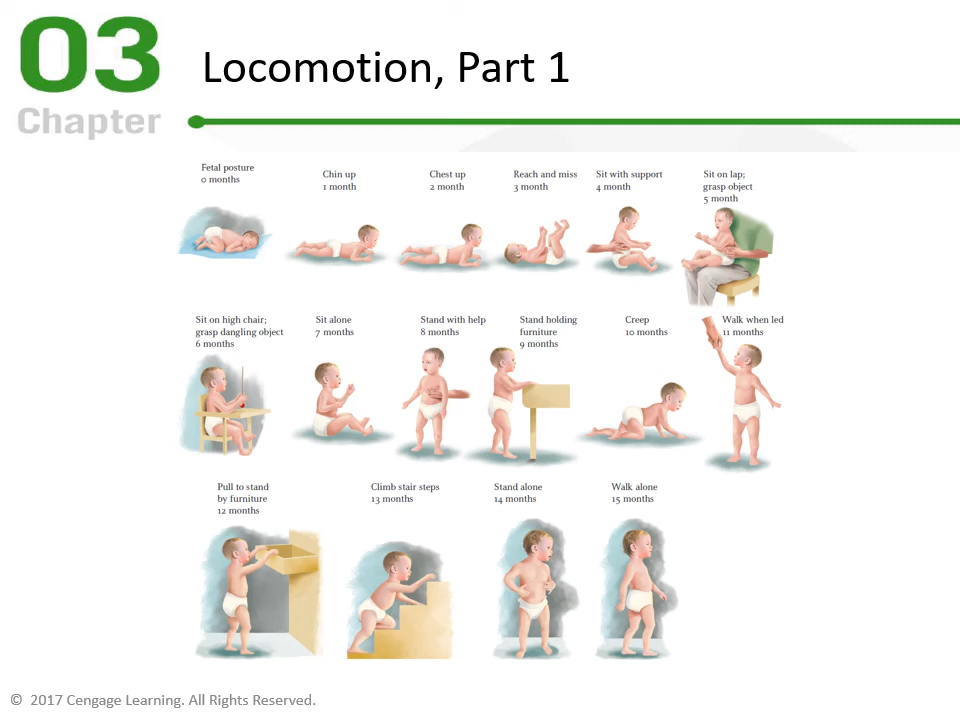 03
Chapter
Locomotion, Part 1
Fetal posture
0 months
Chin up
1 month
Chest up
2 month
Reach and miss
3 month
Sit with support
4 month
Sit on lap;
grasp object
5 month
Sit on high chair;
grasp dangling object
6 months
Sit alone
7 months
Stand with help
8 months
Stand holding
furniture
9 months
Creep
10 months
Walk when led
11 months
Pull to stand
by furniture
12 months
Climb stair steps
13 months
Stand alone
14 months
Walk alone
15 months
© 2017 Cengage Learning. All Rights Reserved.